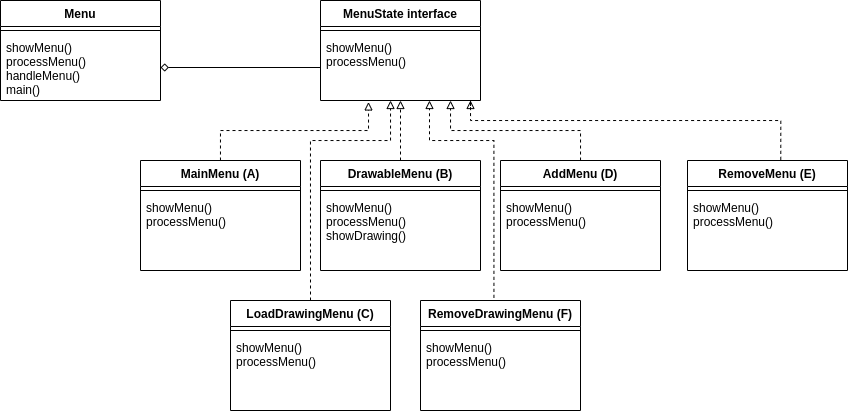 Menu
showMenu()
processMenu()
handleMenu()
main()
MenuState interface
showMenu()
processMenu()
MainMenu (A)
showMenu()
processMenu()
DrawableMenu (B)
showMenu()
processMenu()
showDrawing()
AddMenu (D)
showMenu()
processMenu()
RemoveMenu (E)
showMenu()
processMenu()
LoadDrawingMenu (C)
showMenu()
processMenu()
RemoveDrawingMenu (F)
showMenu()
processMenu()